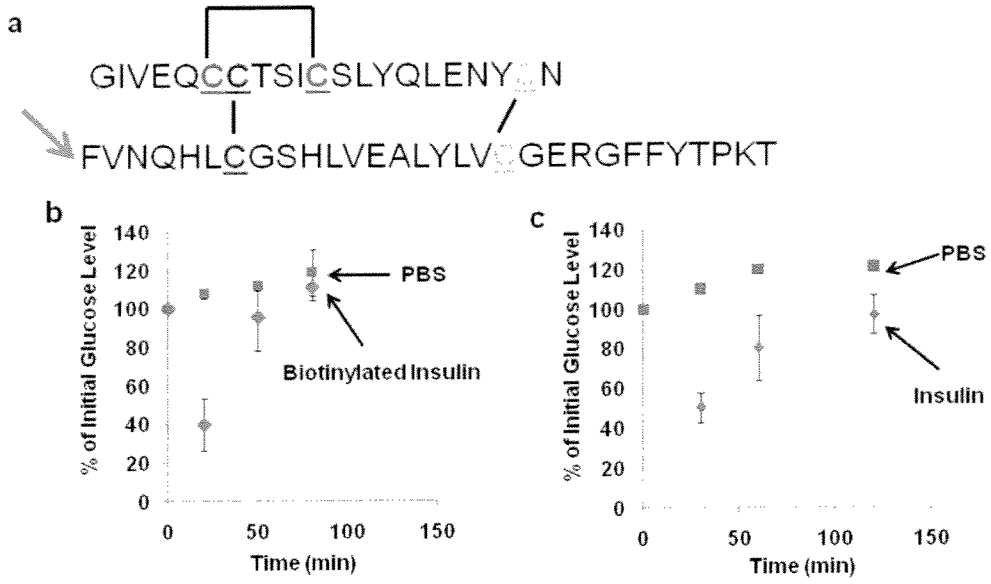 a
GIVEQCCTSICSLYQLENYCN
FVNQHLCGSHLVEALYLVCGERGFFYTPKT
b
% of Initial Glucose Level
140
120
100
80
60
40
20
0
0 50 100 150
Time (min)
PBS
Biotinylated Insulin
c
% of Initial Glucose Level
140
120
100
80
60
40
20
0
0 50 100 150
Time (min)
PBS
Insulin